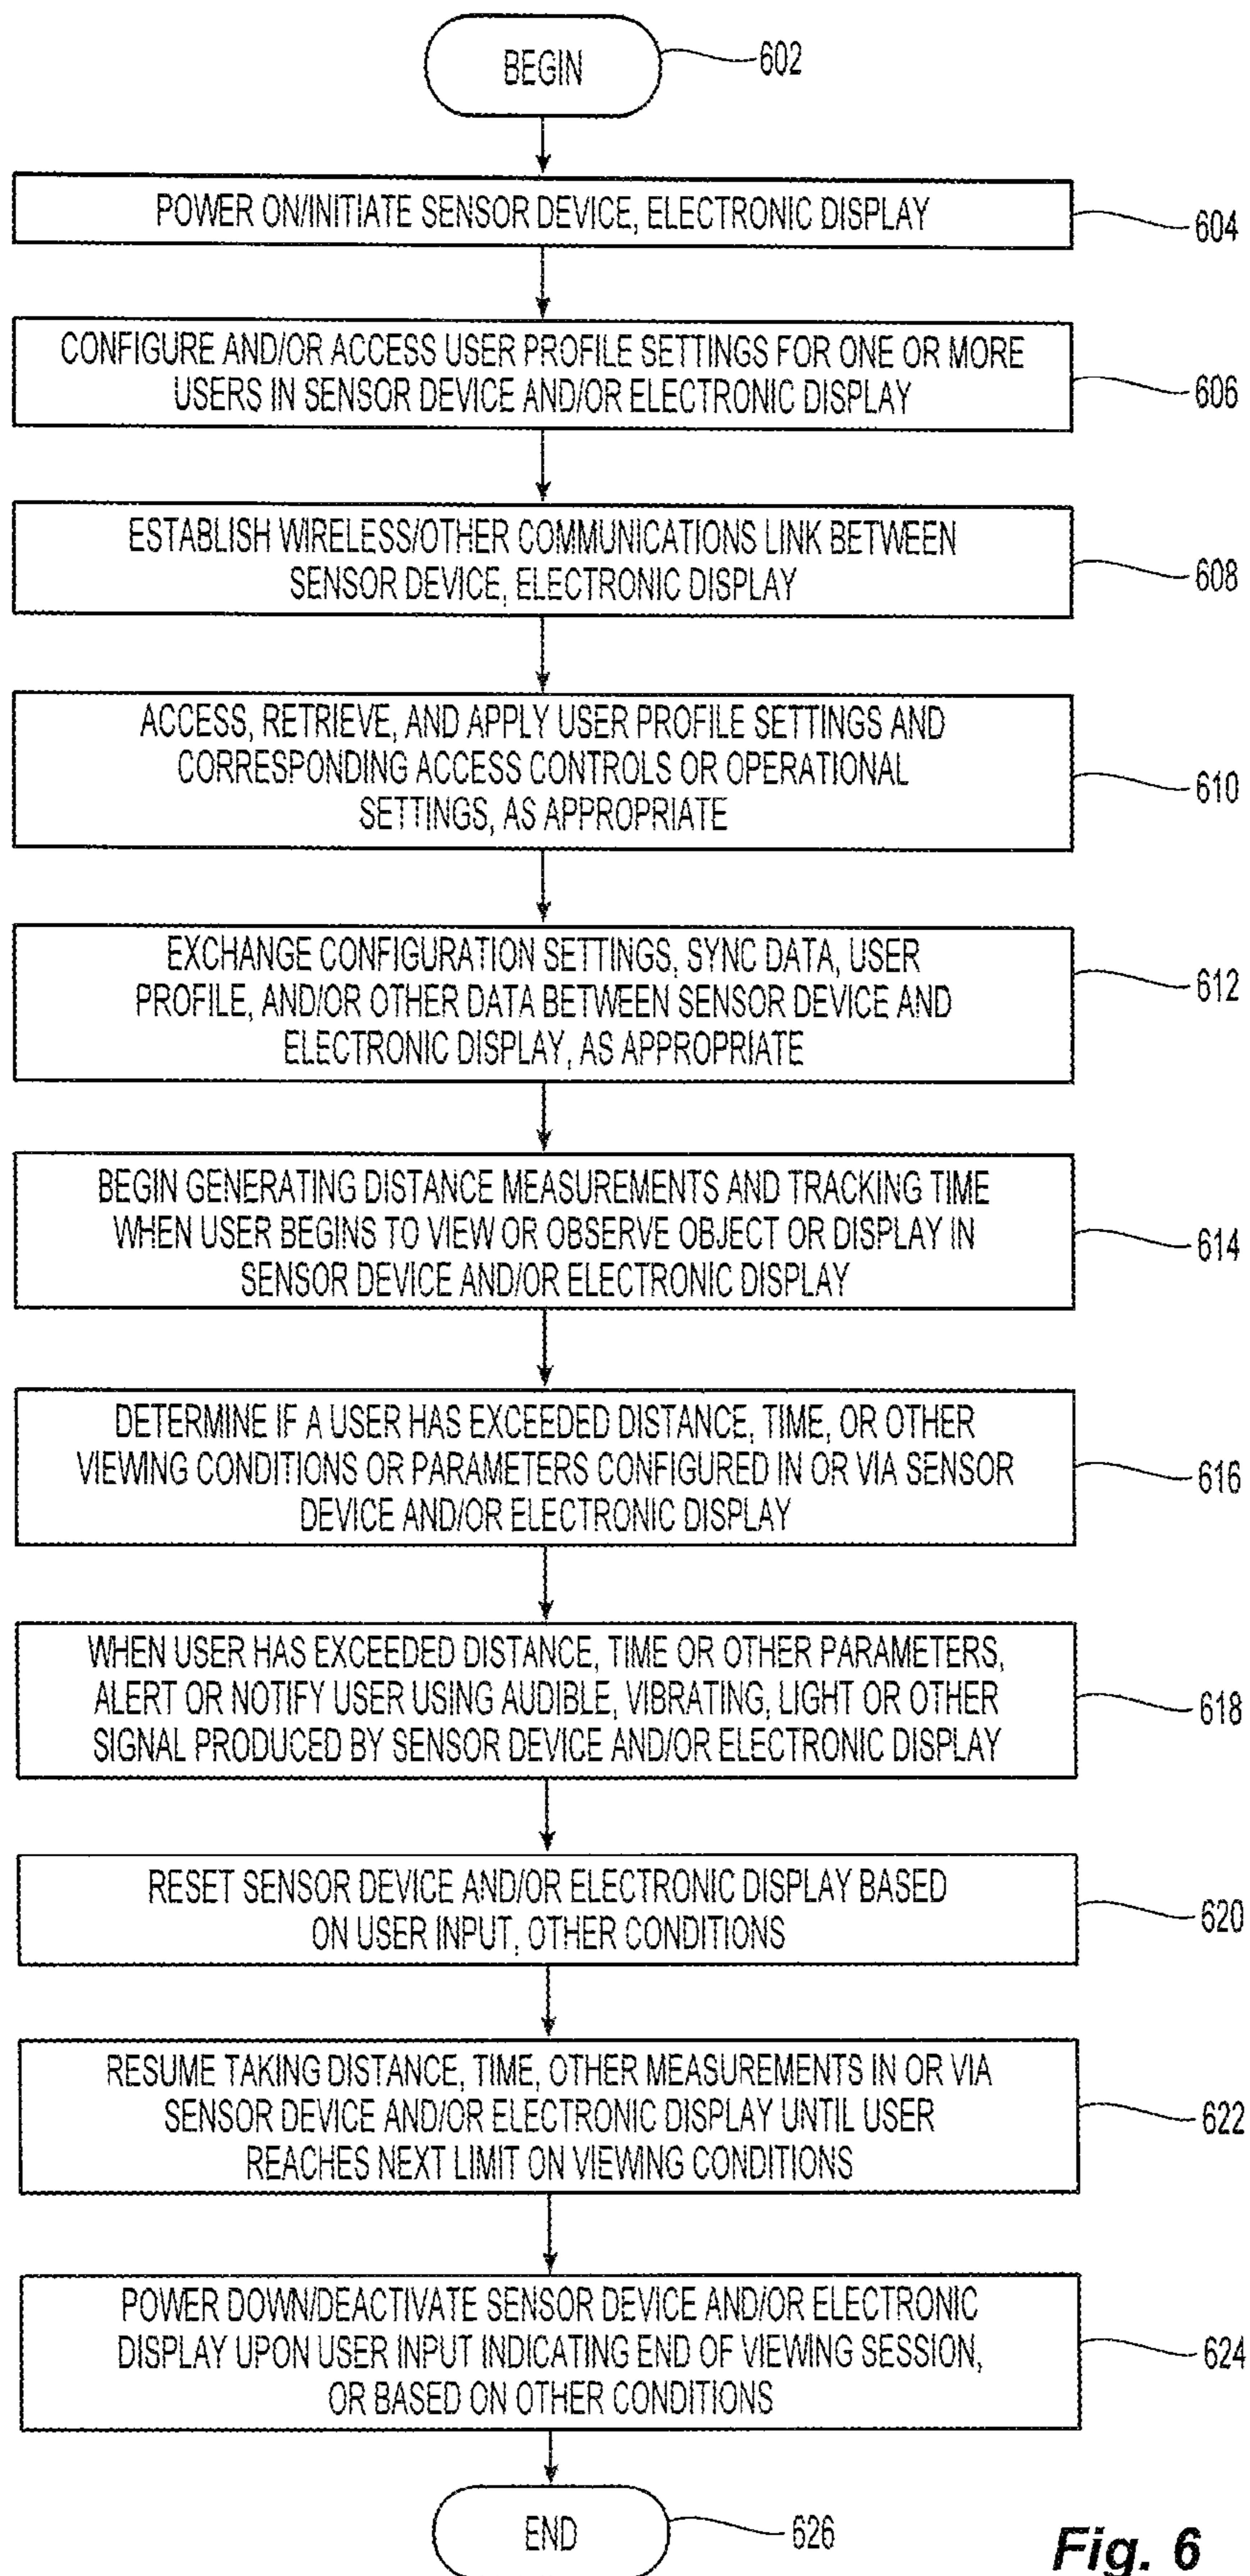 BEGIN
602
POWER ON/INITIATE SENSOR DEVICE, ELECTRONIC DISPLAY
604
CONFIGURE AND/OR ACCESS USER PROFILE SETTINGS FOR ONE OR MORE
USERS IN SENSOR DEVICE AND/OR ELECTRONIC DISPLAY
606
ESTABLISH WIRELESS/OTHER COMMUNICATIONS LINK BETWEEN
SENSOR DEVICE, ELECTRONIC DISPLAY
608
ACCESS, RETRIEVE, AND APPLY USER PROFILE SETTINGS AND
CORRESPONDING ACCESS CONTROLS OR OPERATIONAL
SETTINGS, AS APPROPRIATE
610
EXCHANGE CONFIGURATION SETTINGS, SYNC DATA, USER
PROFILE, AND/OR OTHER DATA BETWEEN SENSOR DEVICE AND
ELECTRONIC DISPLAY, AS APPROPRIATE
612
BEGIN GENERATING DISTANCE MEASUREMENTS AND TRACKING TIME
WHEN USER BEGINS TO VIEW OR OBSERVE OBJECT OR DISPLAY IN
SENSOR DEVICE AND/OR ELECTRONIC DISPLAY
614
DETERMINE IF A USER HAS EXCEEDED DISTANCE, TIME, OR OTHER
VIEWING CONDITIONS OR PARAMETERS CONFIGURED IN OR VIA SENSOR
DEVICE AND/OR ELECTRONIC DISPLAY
616
WHEN USER HAS EXCEEDED DISTANCE, TIME OR OTHER PARAMETERS,
ALERT OR NOTIFY USER USING AUDIBLE, VIBRATING, LIGHT OR OTHER
SIGNAL PRODUCED BY SENSOR DEVICE AND/OR ELECTRONIC DISPLAY
618
RESET SENSOR DEVICE AND/OR ELECTRONIC DISPLAY BASED
ON USER INPUT, OTHER CONDITIONS
620
RESUME TAKING DISTANCE, TIME, OTHER MEASUREMENTS IN OR VIA
SENSOR DEVICE AND/OR ELECTRONIC DISPLAY UNTIL USER
REACHES NEXT LIMIT ON VIEWING CONDITIONS
622
POWER DOWN/DEACTIVATE SENSOR DEVICE AND/OR ELECTRONIC
DISPLAY UPON USER INPUT INDICATING END OF VIEWING SESSION,
OR BASED ON OTHER CONDITIONS
624
END
626
Fig. 6